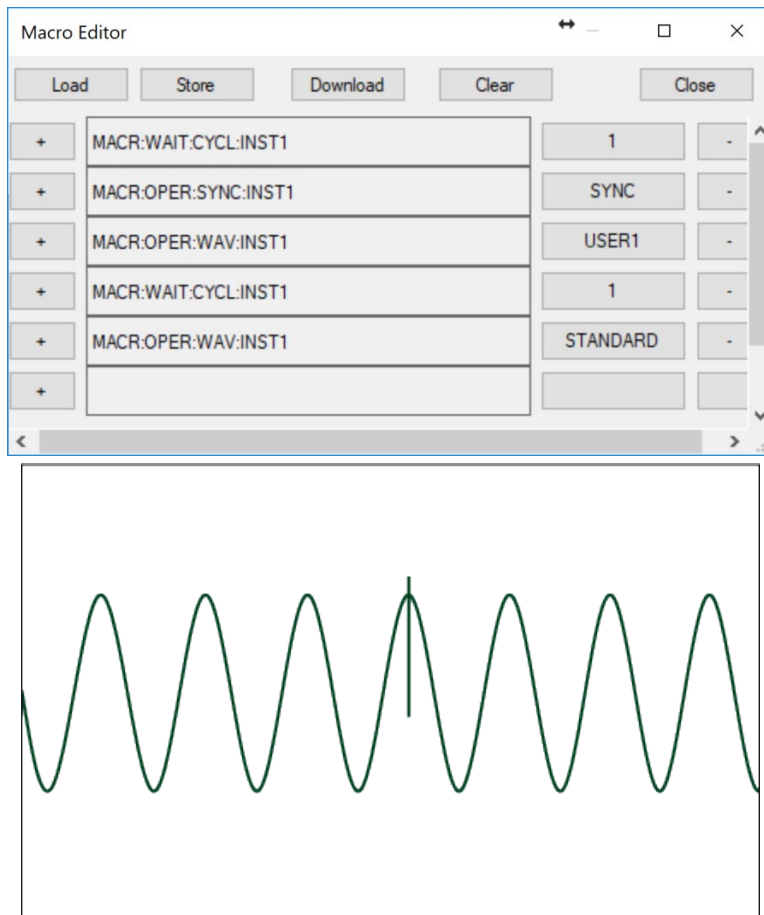 Macro Editor
Load Store Download Clear Close
+ MACR:WAIT:CYCL:INST1 1 -
+ MACR:OPER:SYNC:INST1 SYNC -
+ MACR:OPER:WAV:INST1 USER1 -
+ MACR:WAIT:CYCL:INST1 1 -
+ MACR:OPER:WAV:INST1 STANDARD -
+